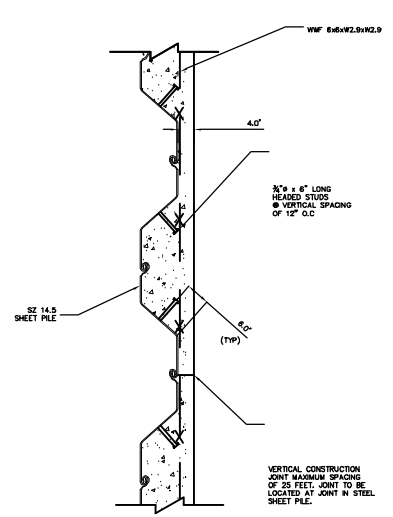 WWF 6x6xW2.9xW2.9
4.0"
¾"ø x 6" LONG
HEADED STUDS
@ VERTICAL SPACING
OF 12" O.C
SZ 14.5
SHEET PILE
6.0"
(TYP)
VERTICAL CONSTRUCTION
JOINT MAXIMUM SPACING
OF 25 FEET. JOINT TO BE
LOCATED AT JOINT IN STEEL
SHEET PILE.